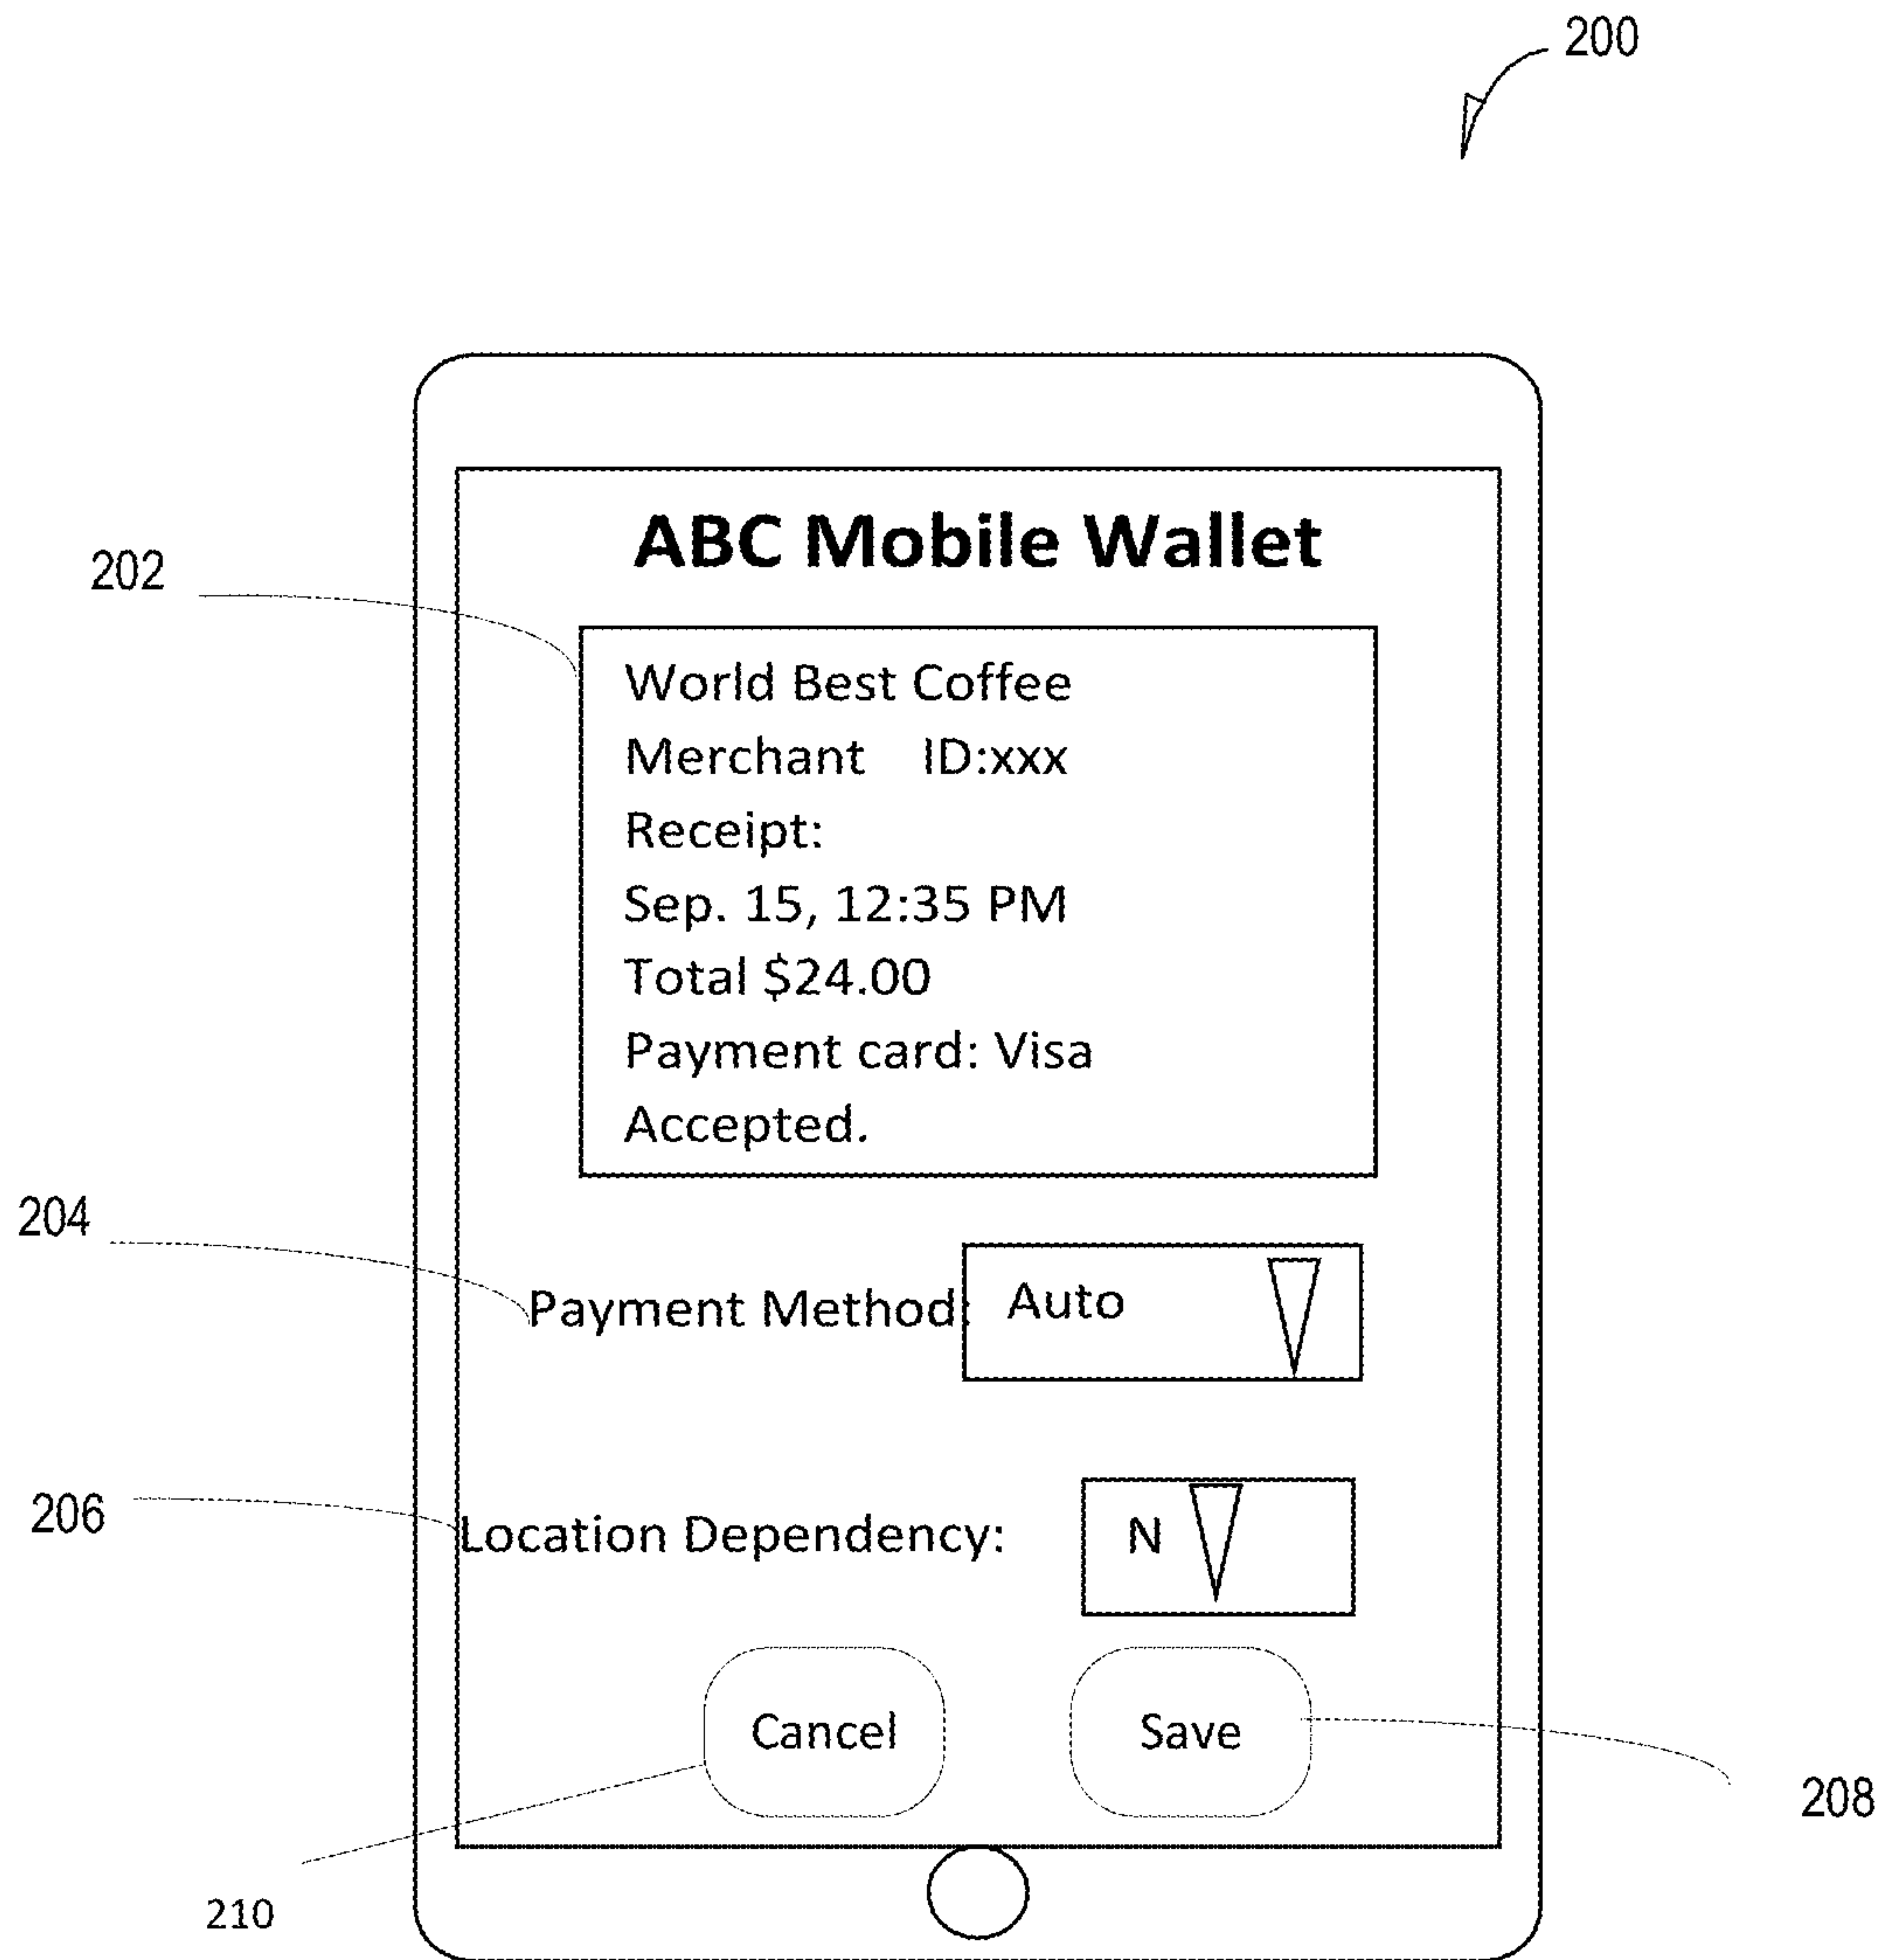 200
ABC Mobile Wallet
202
World Best Coffee
Merchant ID:xxx
Receipt:
Sep. 15, 12:35 PM
Total $24.00
Payment card: Visa
Accepted.
204
Payment Method: Auto
206
Location Dependency: N
Cancel Save
208
210